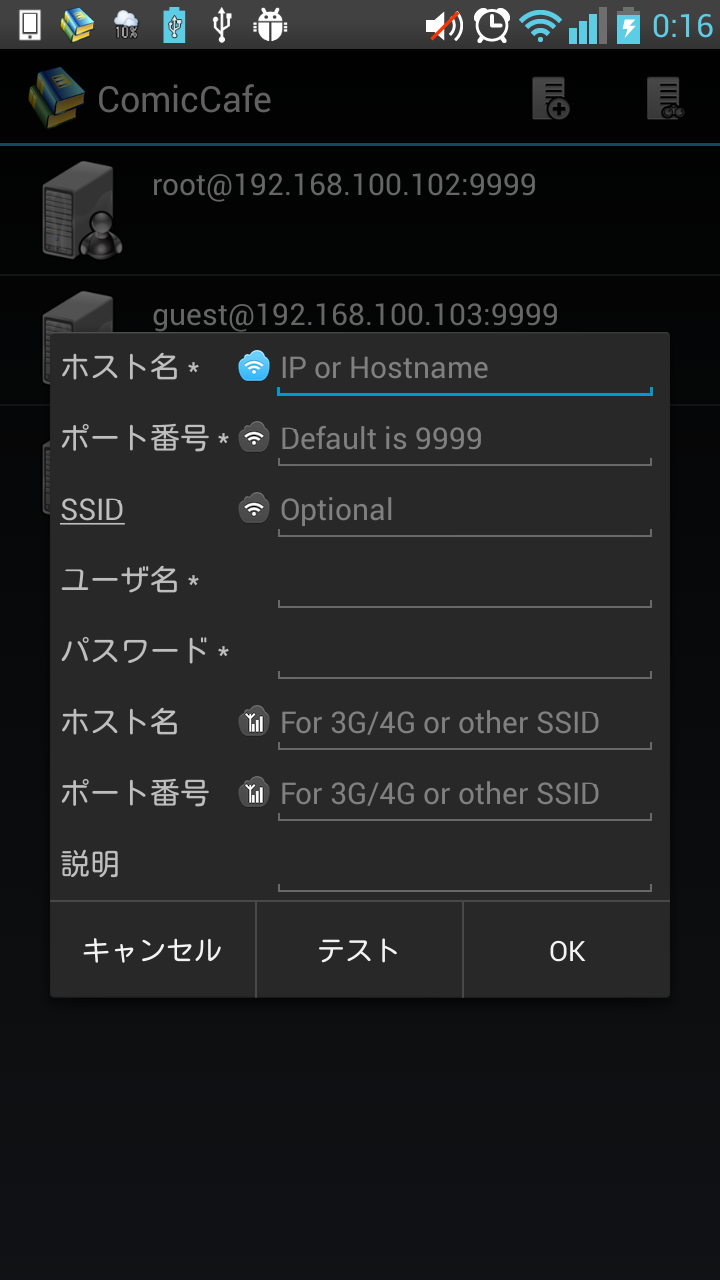 10%
0:16
ComicCafe
root@192.168.100.102:9999
guest@192.168.100.103:9999
ホスト名 * IP or Hostname
ポート番号 * Default is 9999
SSID Optional
ユーザ名 *
パスワード *
ホスト名 For 3G/4G or other SSID
ポート番号 For 3G/4G or other SSID
説明
キャンセル テスト OK